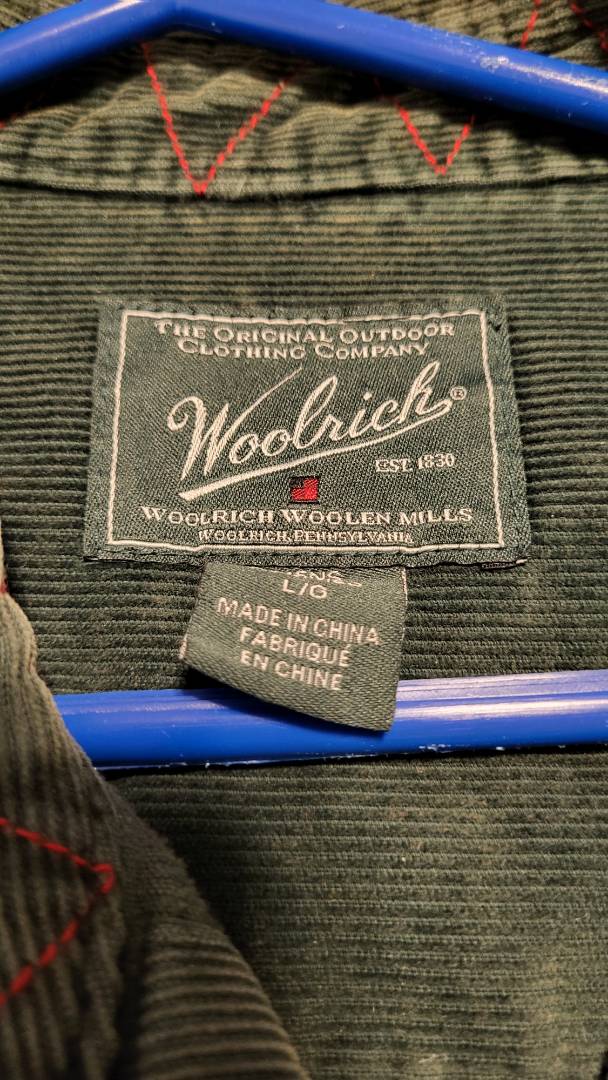 THE ORIGINAL OUTDOOR
CLOTHING COMPANY
Woolrich®
EST. 1830
WOOLRICH WOOLEN MILLS
WOOLRICH, PENNSYLVANIA
L/G
MADE IN CHINA
FABRIQUÉ
EN CHINE